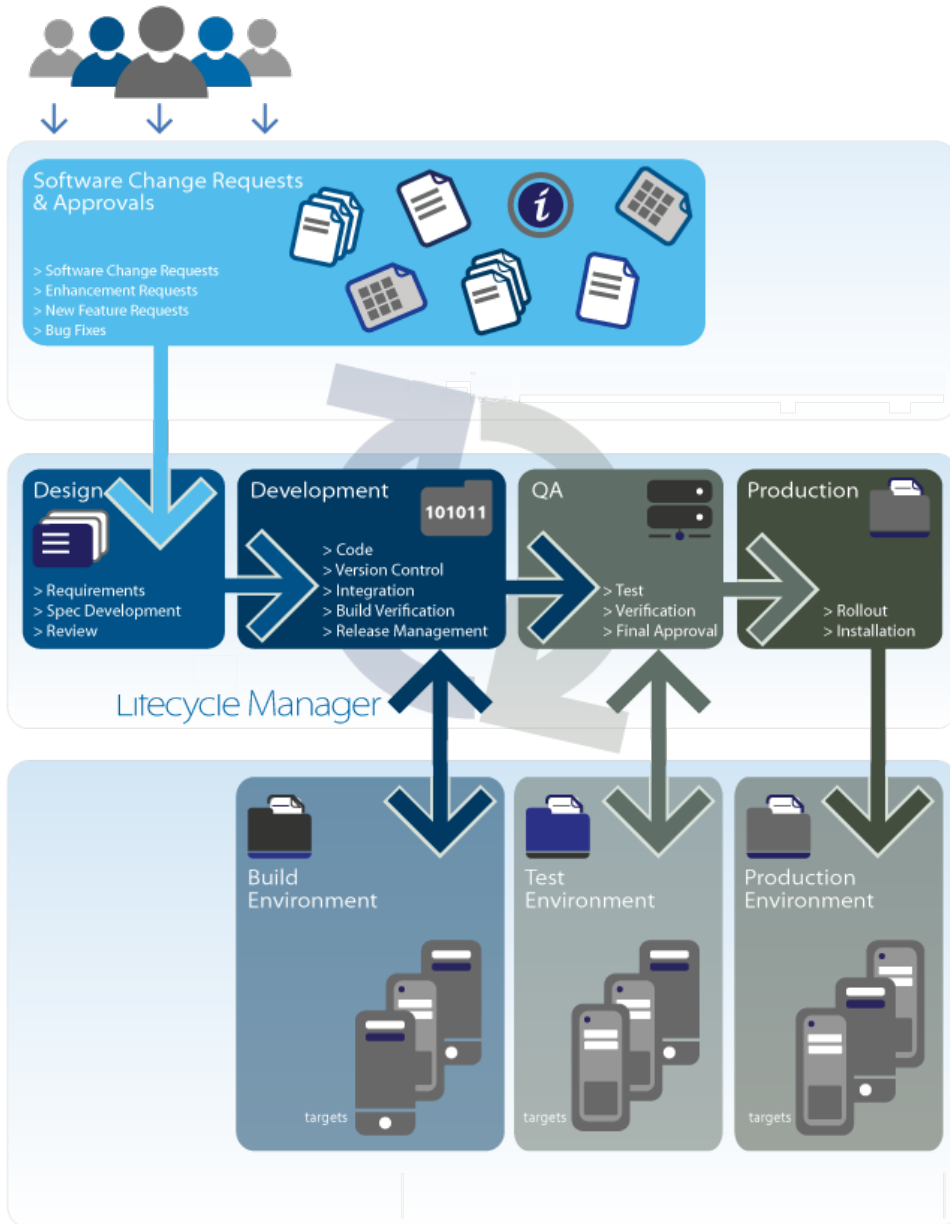 Software Change Requests
& Approvals
> Software Change Requests
> Enhancement Requests
> New Feature Requests
> Bug Fixes
Design
> Requirements
> Spec Development
> Review
Development
101011
> Code
> Version Control
> Integration
> Build Verification
> Release Management
QA
> Test
> Verification
> Final Approval
Production
> Rollout
> Installation
Lifecycle Manager
Build
Environment
targets
Test
Environment
targets
Production
Environment
targets